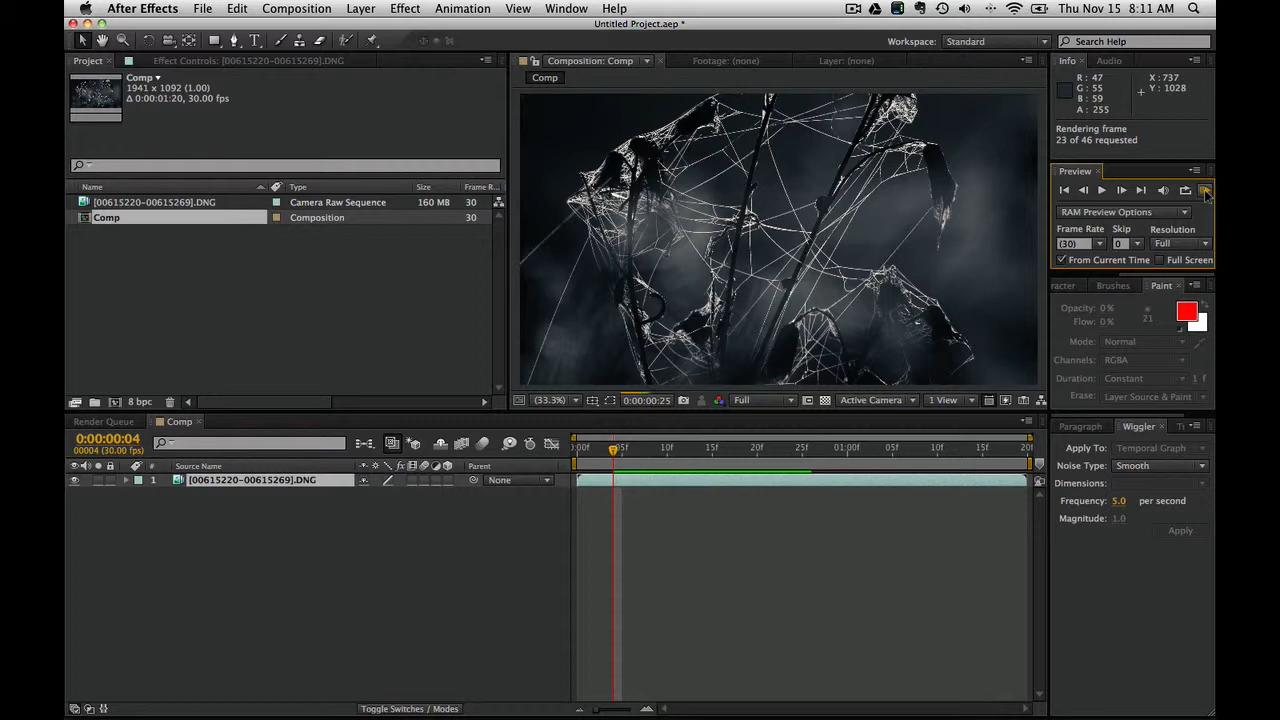 After Effects File Edit Composition Layer Effect Animation View Window Help Thu Nov 15 8:11 AM
Untitled Project.aep *
Workspace: Standard Search Help
Project × Effect Controls: [00615220-00615269].DNG
Composition: Comp Footage: (none) Layer: (none)
Info × Audio
Comp
Comp ▾
1941 x 1092 (1.00)
Δ 0:00:01:20, 30.00 fps
R: 47 X: 737
G: 55 Y: 1028
B: 59
A: 255
Rendering frame
23 of 46 requested
Preview ×
Name Type Size Frame R...
[00615220-00615269].DNG Camera Raw Sequence 160 MB 30
Comp Composition 30
RAM Preview Options
Frame Rate Skip Resolution
(30) 0 Full
From Current Time Full Screen
racter Brushes Paint ×
Opacity: 0 %
Flow: 0 % 21
Mode: Normal
Channels: RGBA
Duration: Constant 1 f
Erase: Layer Source & Paint
8 bpc
(33.3%) 0:00:00:25 Full Active Camera 1 View
Render Queue Comp ×
Paragraph Wiggler × Ti
0:00:00:04
00004 (30.00 fps)
:00f 05f 10f 15f 20f 25f 01:00f 05f 10f 15f 20f
# Source Name Parent
1 [00615220-00615269].DNG None
Apply To: Temporal Graph
Noise Type: Smooth
Dimensions:
Frequency: 5.0 per second
Magnitude: 1.0
Apply
Toggle Switches / Modes